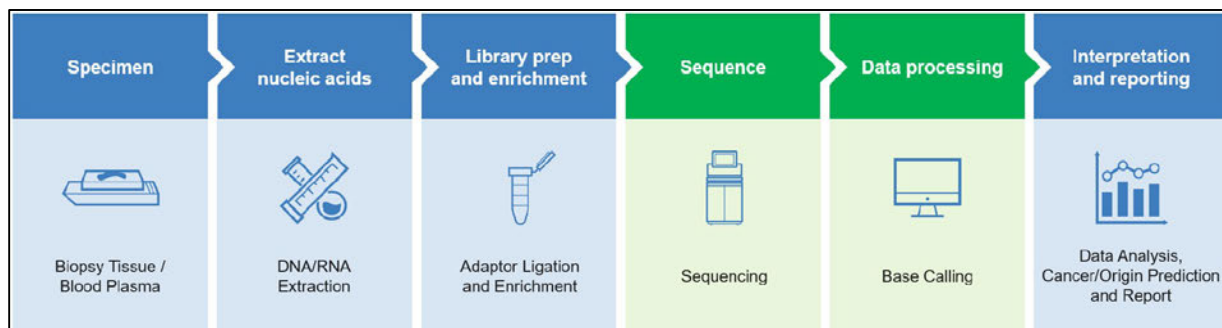 Specimen
Extract
nucleic acids
Library prep
and enrichment
Sequence
Data processing
Interpretation
and reporting
Biopsy Tissue /
Blood Plasma
DNA/RNA
Extraction
Adaptor Ligation
and Enrichment
Sequencing
Base Calling
Data Analysis,
Cancer/Origin Prediction
and Report